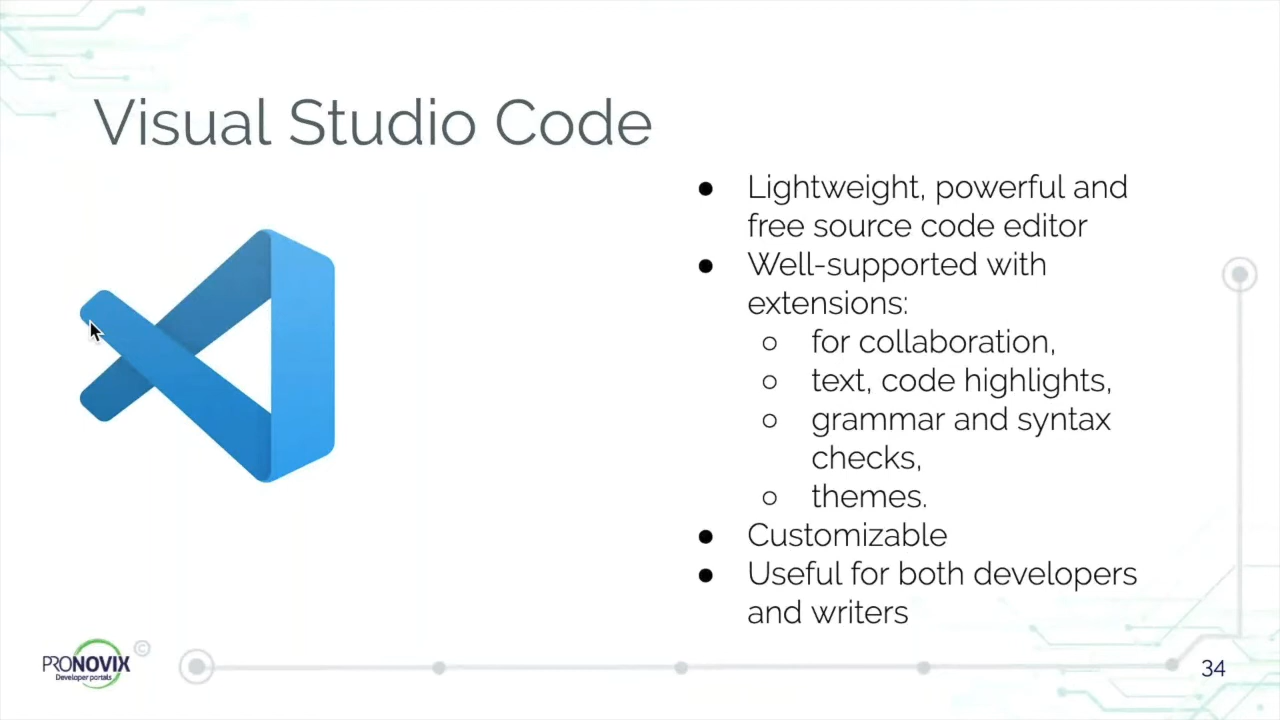 Visual Studio Code
● Lightweight, powerful and
free source code editor
● Well-supported with
extensions:
○ for collaboration,
○ text, code highlights,
○ grammar and syntax
checks,
○ themes.
● Customizable
● Useful for both developers
and writers
PRONOVIX ©
Developer portals
34